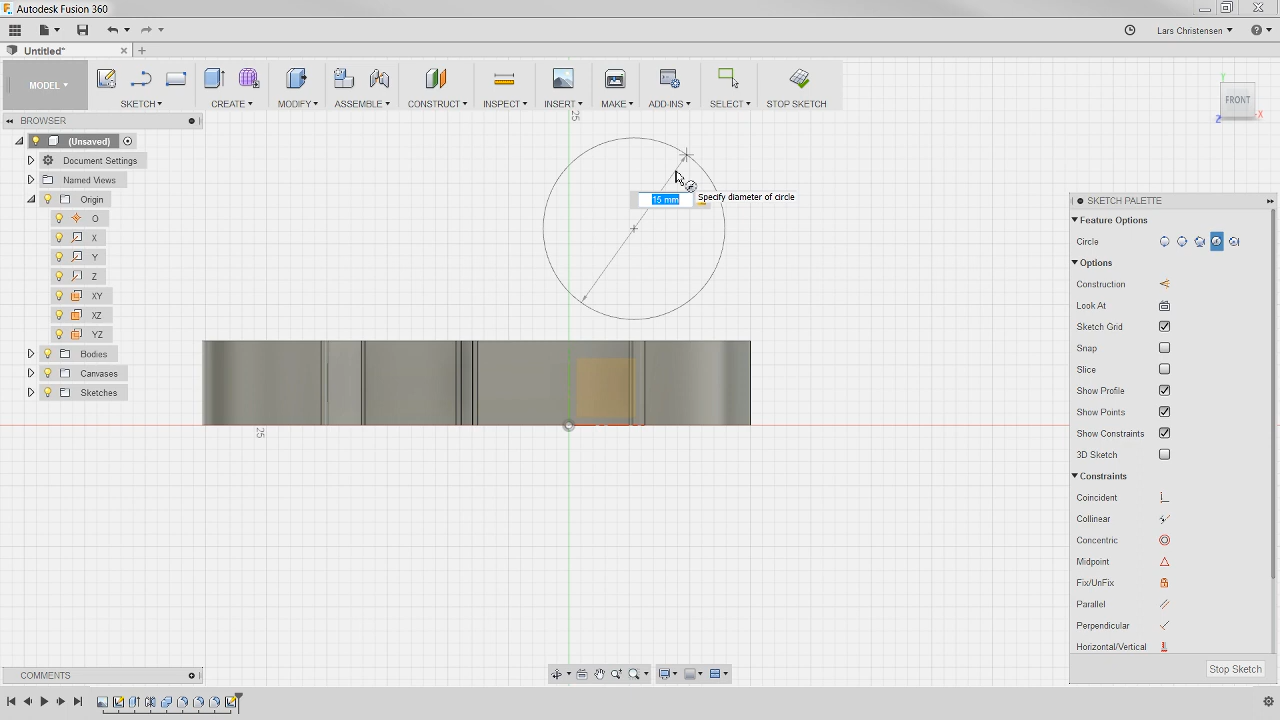 Autodesk Fusion 360
Lars Christensen
Untitled*
MODEL
SKETCH
CREATE
MODIFY
ASSEMBLE
CONSTRUCT
INSPECT
INSERT
MAKE
ADD-INS
SELECT
STOP SKETCH
BROWSER
(Unsaved)
Document Settings
Named Views
Origin
O
X
Y
Z
XY
XZ
YZ
Bodies
Canvases
Sketches
25
15 mm
Specify diameter of circle
25
Y
FRONT
X
Z
SKETCH PALETTE
Feature Options
Circle
Options
Construction
Look At
Sketch Grid
Snap
Slice
Show Profile
Show Points
Show Constraints
3D Sketch
Constraints
Coincident
Collinear
Concentric
Midpoint
Fix/UnFix
Parallel
Perpendicular
Horizontal/Vertical
Stop Sketch
COMMENTS